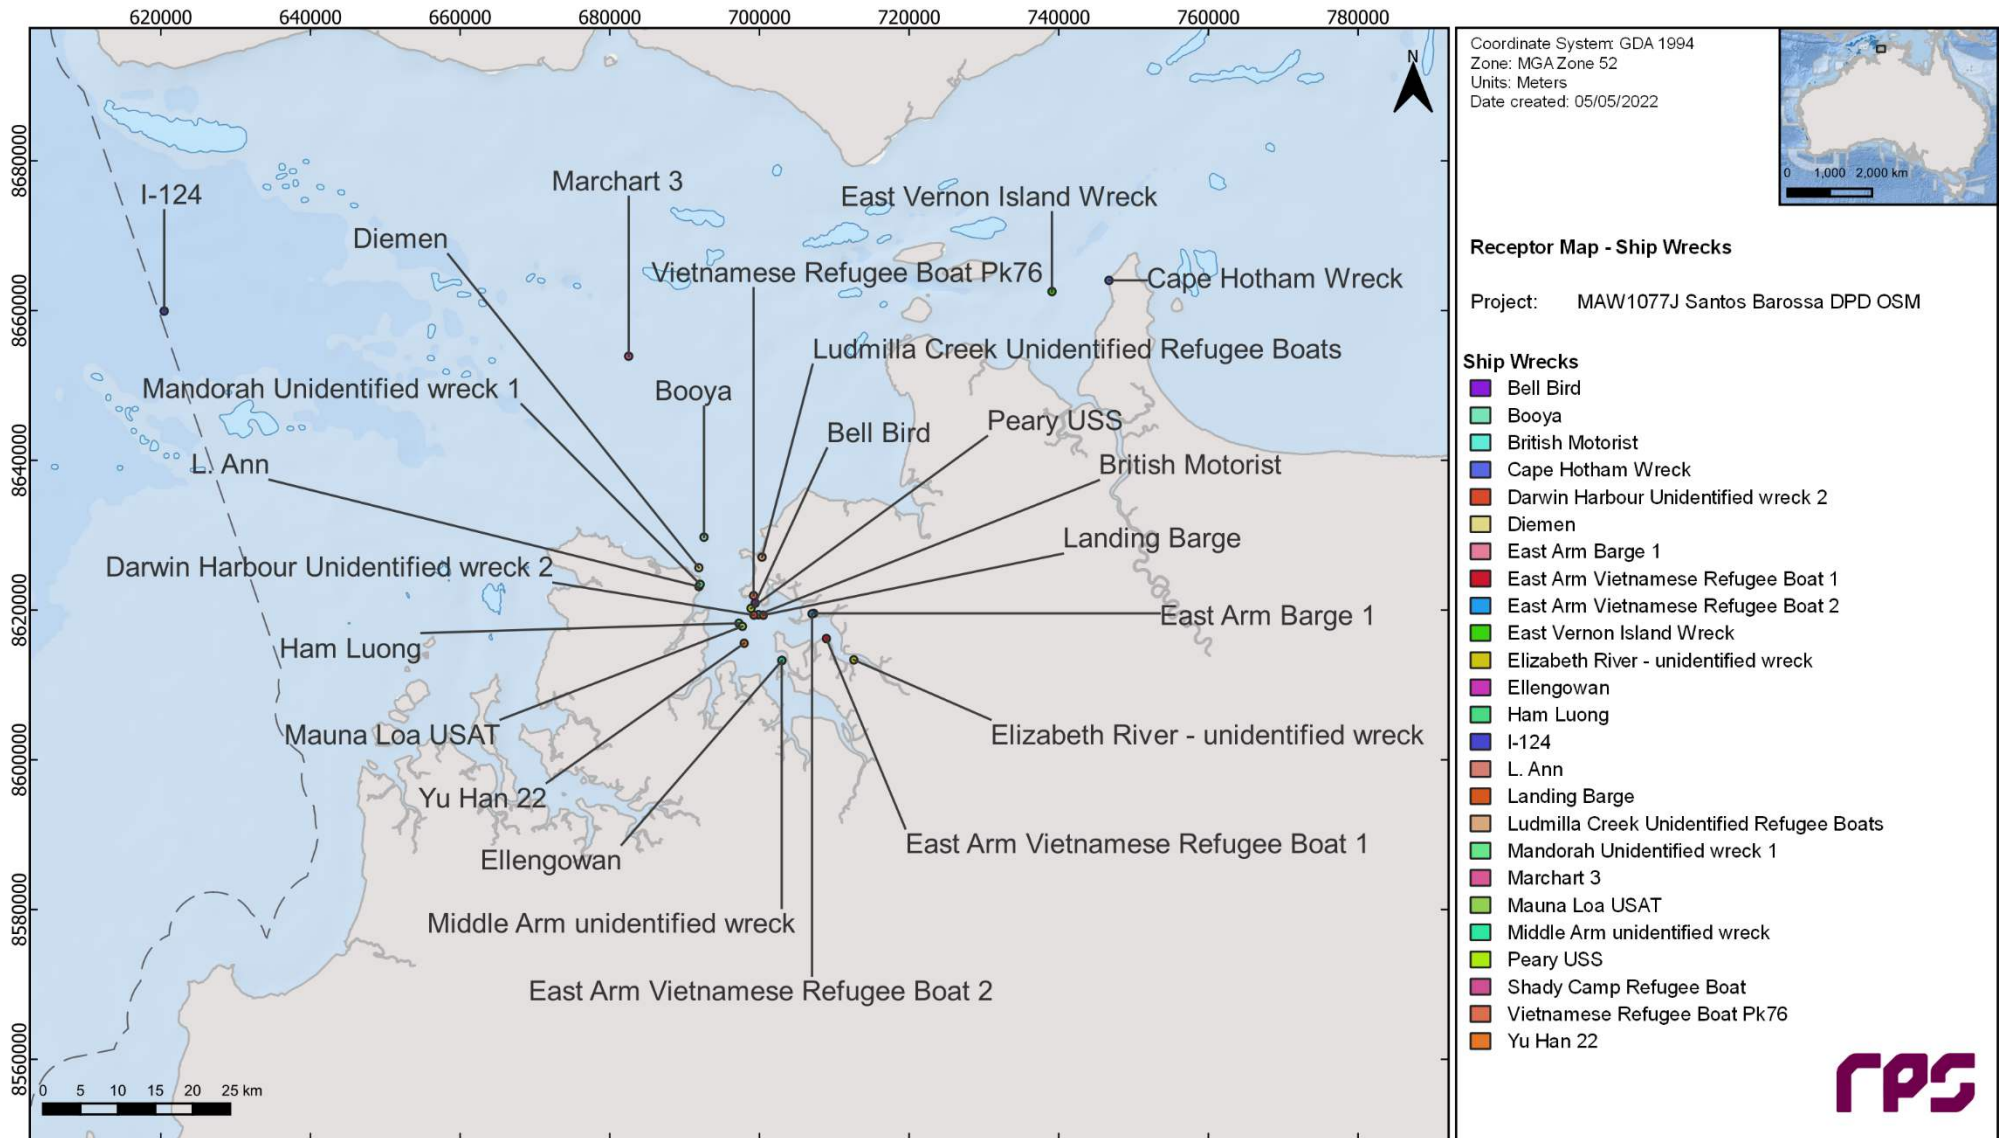 620000
640000
660000
680000
700000
720000
740000
760000
780000
8680000
8660000
8640000
8620000
8600000
8580000
8560000
N
I-124
Marchart 3
East Vernon Island Wreck
Diemen
Vietnamese Refugee Boat Pk76
Cape Hotham Wreck
Ludmilla Creek Unidentified Refugee Boats
Mandorah Unidentified wreck 1
Booya
Peary USS
Bell Bird
L. Ann
British Motorist
Landing Barge
Darwin Harbour Unidentified wreck 2
East Arm Barge 1
Ham Luong
Mauna Loa USAT
Elizabeth River - unidentified wreck
Yu Han 22
East Arm Vietnamese Refugee Boat 1
Ellengowan
Middle Arm unidentified wreck
East Arm Vietnamese Refugee Boat 2
0 5 10 15 20 25 km
Coordinate System: GDA 1994
Zone: MGA Zone 52
Units: Meters
Date created: 05/05/2022
0 1,000 2,000 km
Receptor Map - Ship Wrecks
Project: MAW1077J Santos Barossa DPD OSM
Ship Wrecks
Bell Bird
Booya
British Motorist
Cape Hotham Wreck
Darwin Harbour Unidentified wreck 2
Diemen
East Arm Barge 1
East Arm Vietnamese Refugee Boat 1
East Arm Vietnamese Refugee Boat 2
East Vernon Island Wreck
Elizabeth River - unidentified wreck
Ellengowan
Ham Luong
I-124
L. Ann
Landing Barge
Ludmilla Creek Unidentified Refugee Boats
Mandorah Unidentified wreck 1
Marchart 3
Mauna Loa USAT
Middle Arm unidentified wreck
Peary USS
Shady Camp Refugee Boat
Vietnamese Refugee Boat Pk76
Yu Han 22
rps